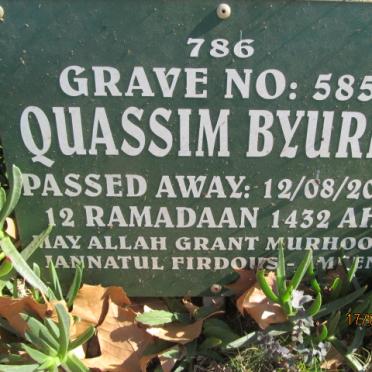 786
GRAVE NO: 585
QUASSIM BYUR
PASSED AWAY: 12/08/20
12 RAMADAAN 1432 AH
MAY ALLAH GRANT MURHOO
JANNATUL FIRDOUS